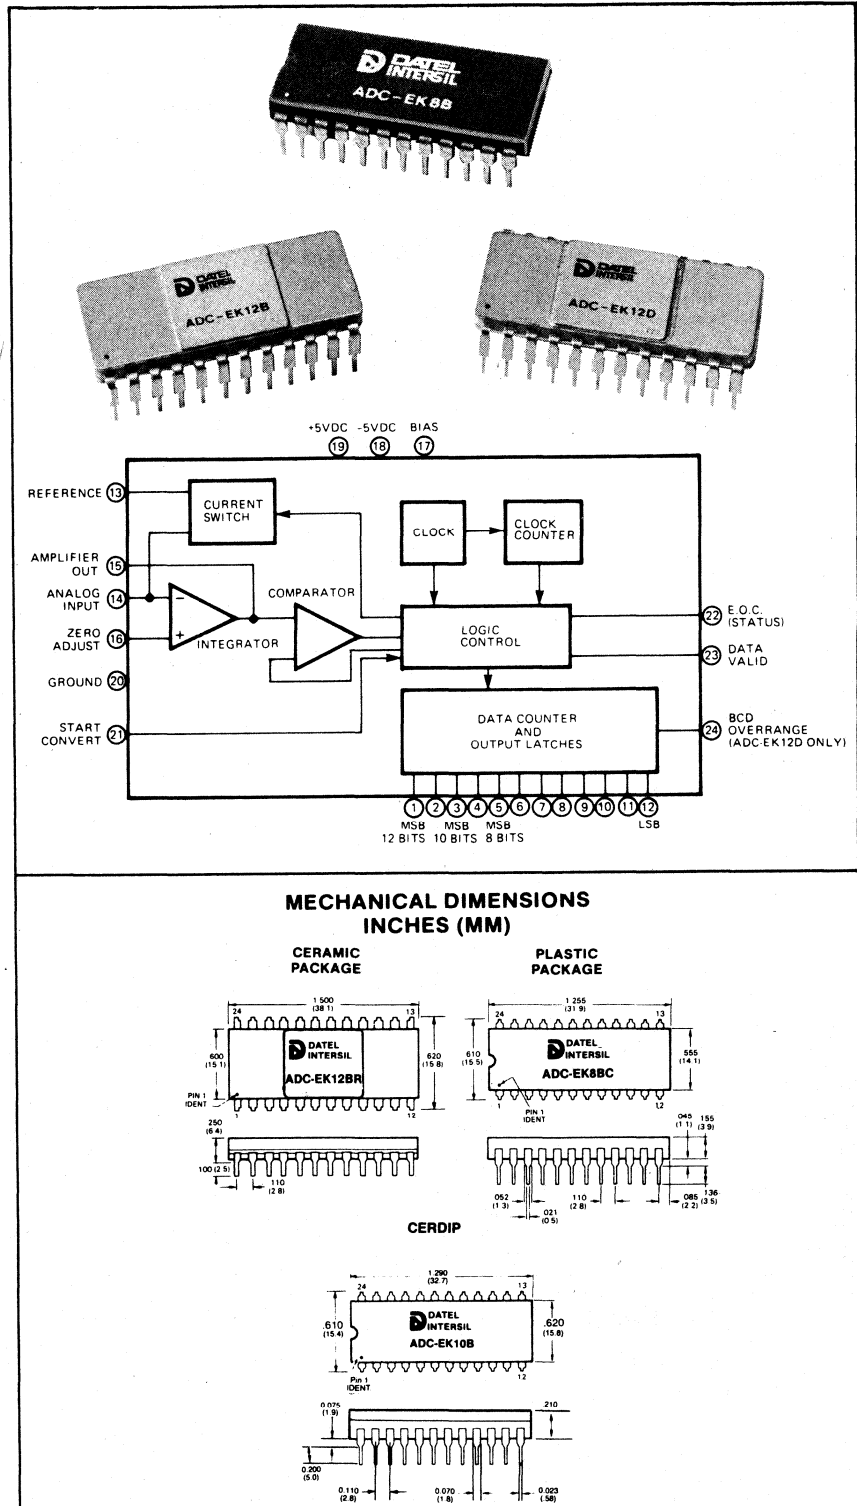 DATEL
INTERSIL
ADC-EK8B
DATEL
INTERSIL
ADC-EK12B
DATEL
INTERSIL
ADC-EK12D
+5VDC -5VDC BIAS
19 18 17
REFERENCE 13
CURRENT
SWITCH
CLOCK
CLOCK
COUNTER
AMPLIFIER
OUT 15
ANALOG
INPUT 14
COMPARATOR
ZERO
ADJUST 16
INTEGRATOR
−
+
LOGIC
CONTROL
22 E.O.C.
(STATUS)
23 DATA
VALID
GROUND 20
START
CONVERT 21
DATA COUNTER
AND
OUTPUT LATCHES
24 BCD
OVERRANGE
(ADC-EK12D ONLY)
1 2 3 4 5 6 7 8 9 10 11 12
MSB MSB MSB LSB
12 BITS 10 BITS 8 BITS
MECHANICAL DIMENSIONS
INCHES (MM)
CERAMIC
PACKAGE
1 500
(38 1)
24 13
600
(15 1)
DATEL
INTERSIL
ADC-EK12BR
620
(15 8)
PIN 1
IDENT
1 12
250
(6 4)
100 (2 5)
110
(2 8)
PLASTIC
PACKAGE
1 255
(31 9)
24 13
610
(15 5)
DATEL
INTERSIL
ADC-EK8BC
555
(14 1)
1 12
PIN 1
IDENT
045
(1 1)
155
(3 9)
052
(1 3)
021
(0 5)
110
(2 8)
085
(2 2)
136
(3 5)
CERDIP
1.290
(32.7)
24 13
.610
(15.4)
DATEL
INTERSIL
ADC-EK10B
.620
(15.8)
Pin 1
IDENT
12
0.075
(1.9)
.210
0.200
(5.0)
0.110
(2.8)
0.070
(1.8)
0.023
(.58)